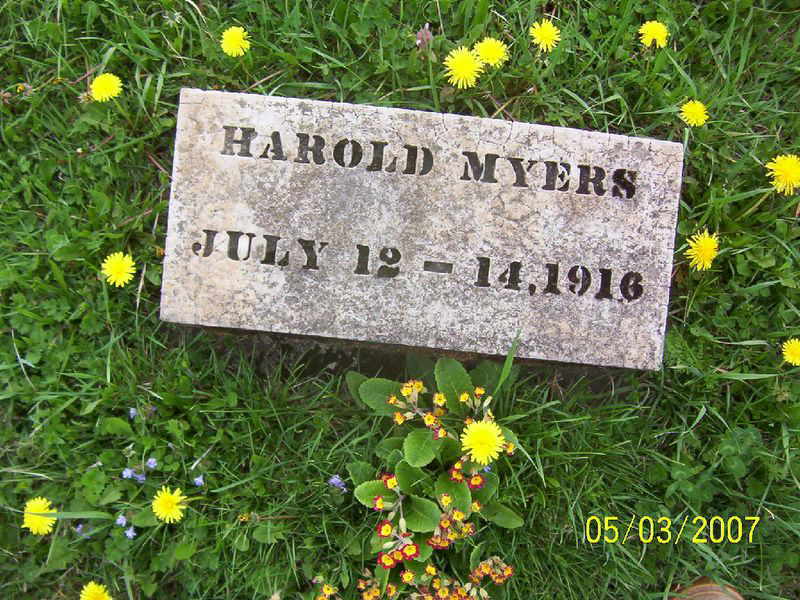 HAROLD MYERS
JULY 12 - 14, 1916
05/03/2007